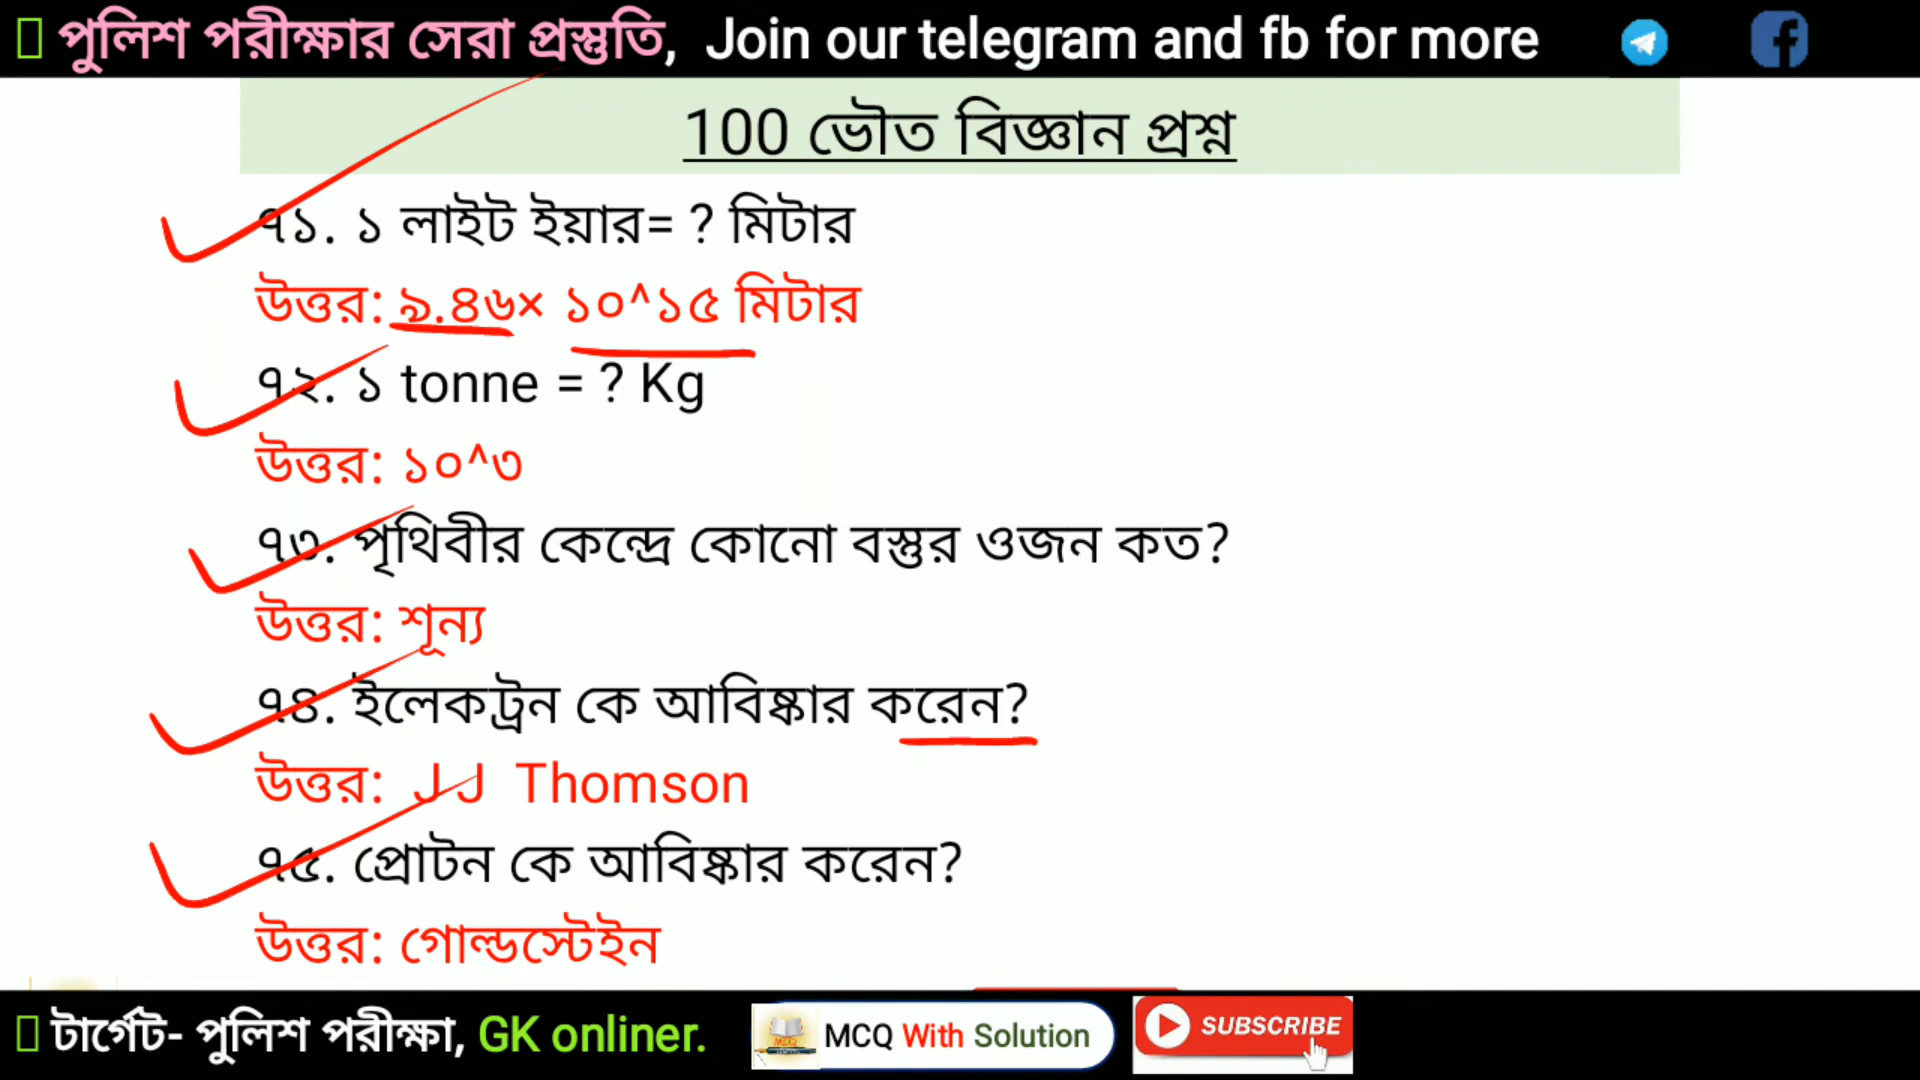 পুলিশ পরীক্ষার সেরা প্রস্তুতি, Join our telegram and fb for more
100 ভৌত বিজ্ঞান প্রশ্ন
৭১. ১ লাইট ইয়ার= ? মিটার
উত্তর: ৯.৪৬× ১০^১৫ মিটার
৭২. ১ tonne = ? Kg
উত্তর: ১০^৩
৭৩. পৃথিবীর কেন্দ্রে কোনো বস্তুর ওজন কত?
উত্তর: শূন্য
৭৪. ইলেকট্রন কে আবিষ্কার করেন?
উত্তর: J J Thomson
৭৫. প্রোটন কে আবিষ্কার করেন?
উত্তর: গোল্ডস্টেইন
টার্গেট- পুলিশ পরীক্ষা, GK onliner. MCQ With Solution SUBSCRIBE